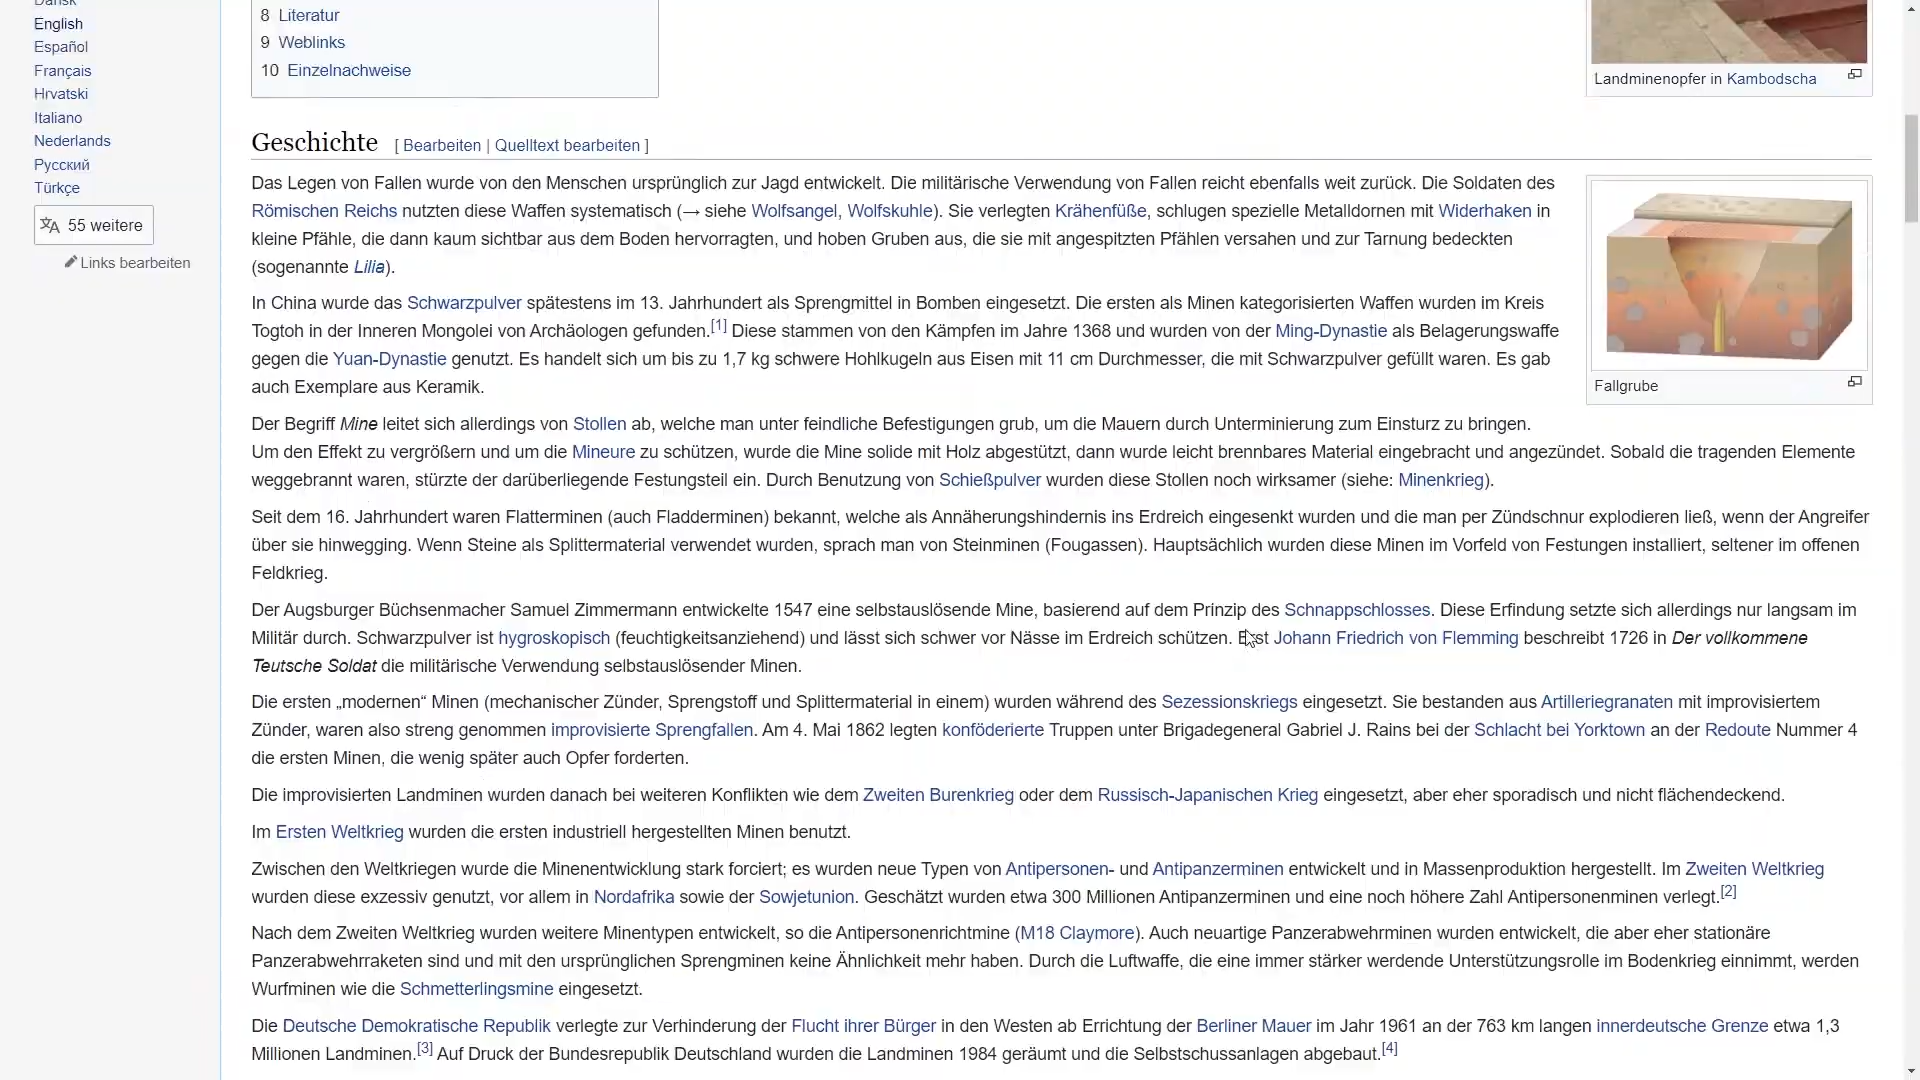 Dansk
English
Español
Français
Hrvatski
Italiano
Nederlands
Русский
Türkçe
55 weitere
Links bearbeiten
8 Literatur
9 Weblinks
10 Einzelnachweise
Landminenopfer in Kambodscha
Geschichte [ Bearbeiten | Quelltext bearbeiten ]
Das Legen von Fallen wurde von den Menschen ursprünglich zur Jagd entwickelt. Die militärische Verwendung von Fallen reicht ebenfalls weit zurück. Die Soldaten des
Römischen Reichs nutzten diese Waffen systematisch (→ siehe Wolfsangel, Wolfskuhle). Sie verlegten Krähenfüße, schlugen spezielle Metalldornen mit Widerhaken in
kleine Pfähle, die dann kaum sichtbar aus dem Boden hervorragten, und hoben Gruben aus, die sie mit angespitzten Pfählen versahen und zur Tarnung bedeckten
(sogenannte Lilia).
Fallgrube
In China wurde das Schwarzpulver spätestens im 13. Jahrhundert als Sprengmittel in Bomben eingesetzt. Die ersten als Minen kategorisierten Waffen wurden im Kreis
Togtoh in der Inneren Mongolei von Archäologen gefunden.[1] Diese stammen von den Kämpfen im Jahre 1368 und wurden von der Ming-Dynastie als Belagerungswaffe
gegen die Yuan-Dynastie genutzt. Es handelt sich um bis zu 1,7 kg schwere Hohlkugeln aus Eisen mit 11 cm Durchmesser, die mit Schwarzpulver gefüllt waren. Es gab
auch Exemplare aus Keramik.
Der Begriff Mine leitet sich allerdings von Stollen ab, welche man unter feindliche Befestigungen grub, um die Mauern durch Unterminierung zum Einsturz zu bringen.
Um den Effekt zu vergrößern und um die Mineure zu schützen, wurde die Mine solide mit Holz abgestützt, dann wurde leicht brennbares Material eingebracht und angezündet. Sobald die tragenden Elemente
weggebrannt waren, stürzte der darüberliegende Festungsteil ein. Durch Benutzung von Schießpulver wurden diese Stollen noch wirksamer (siehe: Minenkrieg).
Seit dem 16. Jahrhundert waren Flatterminen (auch Fladderminen) bekannt, welche als Annäherungshindernis ins Erdreich eingesenkt wurden und die man per Zündschnur explodieren ließ, wenn der Angreifer
über sie hinwegging. Wenn Steine als Splittermaterial verwendet wurden, sprach man von Steinminen (Fougassen). Hauptsächlich wurden diese Minen im Vorfeld von Festungen installiert, seltener im offenen
Feldkrieg.
Der Augsburger Büchsenmacher Samuel Zimmermann entwickelte 1547 eine selbstauslösende Mine, basierend auf dem Prinzip des Schnappschlosses. Diese Erfindung setzte sich allerdings nur langsam im
Militär durch. Schwarzpulver ist hygroskopisch (feuchtigkeitsanziehend) und lässt sich schwer vor Nässe im Erdreich schützen. Erst Johann Friedrich von Flemming beschreibt 1726 in Der vollkommene
Teutsche Soldat die militärische Verwendung selbstauslösender Minen.
Die ersten „modernen“ Minen (mechanischer Zünder, Sprengstoff und Splittermaterial in einem) wurden während des Sezessionskriegs eingesetzt. Sie bestanden aus Artilleriegranaten mit improvisiertem
Zünder, waren also streng genommen improvisierte Sprengfallen. Am 4. Mai 1862 legten konföderierte Truppen unter Brigadegeneral Gabriel J. Rains bei der Schlacht bei Yorktown an der Redoute Nummer 4
die ersten Minen, die wenig später auch Opfer forderten.
Die improvisierten Landminen wurden danach bei weiteren Konflikten wie dem Zweiten Burenkrieg oder dem Russisch-Japanischen Krieg eingesetzt, aber eher sporadisch und nicht flächendeckend.
Im Ersten Weltkrieg wurden die ersten industriell hergestellten Minen benutzt.
Zwischen den Weltkriegen wurde die Minenentwicklung stark forciert; es wurden neue Typen von Antipersonen- und Antipanzerminen entwickelt und in Massenproduktion hergestellt. Im Zweiten Weltkrieg
wurden diese exzessiv genutzt, vor allem in Nordafrika sowie der Sowjetunion. Geschätzt wurden etwa 300 Millionen Antipanzerminen und eine noch höhere Zahl Antipersonenminen verlegt.[2]
Nach dem Zweiten Weltkrieg wurden weitere Minentypen entwickelt, so die Antipersonenrichtmine (M18 Claymore). Auch neuartige Panzerabwehrminen wurden entwickelt, die aber eher stationäre
Panzerabwehrraketen sind und mit den ursprünglichen Sprengminen keine Ähnlichkeit mehr haben. Durch die Luftwaffe, die eine immer stärker werdende Unterstützungsrolle im Bodenkrieg einnimmt, werden
Wurfminen wie die Schmetterlingsmine eingesetzt.
Die Deutsche Demokratische Republik verlegte zur Verhinderung der Flucht ihrer Bürger in den Westen ab Errichtung der Berliner Mauer im Jahr 1961 an der 763 km langen innerdeutsche Grenze etwa 1,3
Millionen Landminen.[3] Auf Druck der Bundesrepublik Deutschland wurden die Landminen 1984 geräumt und die Selbstschussanlagen abgebaut.[4]